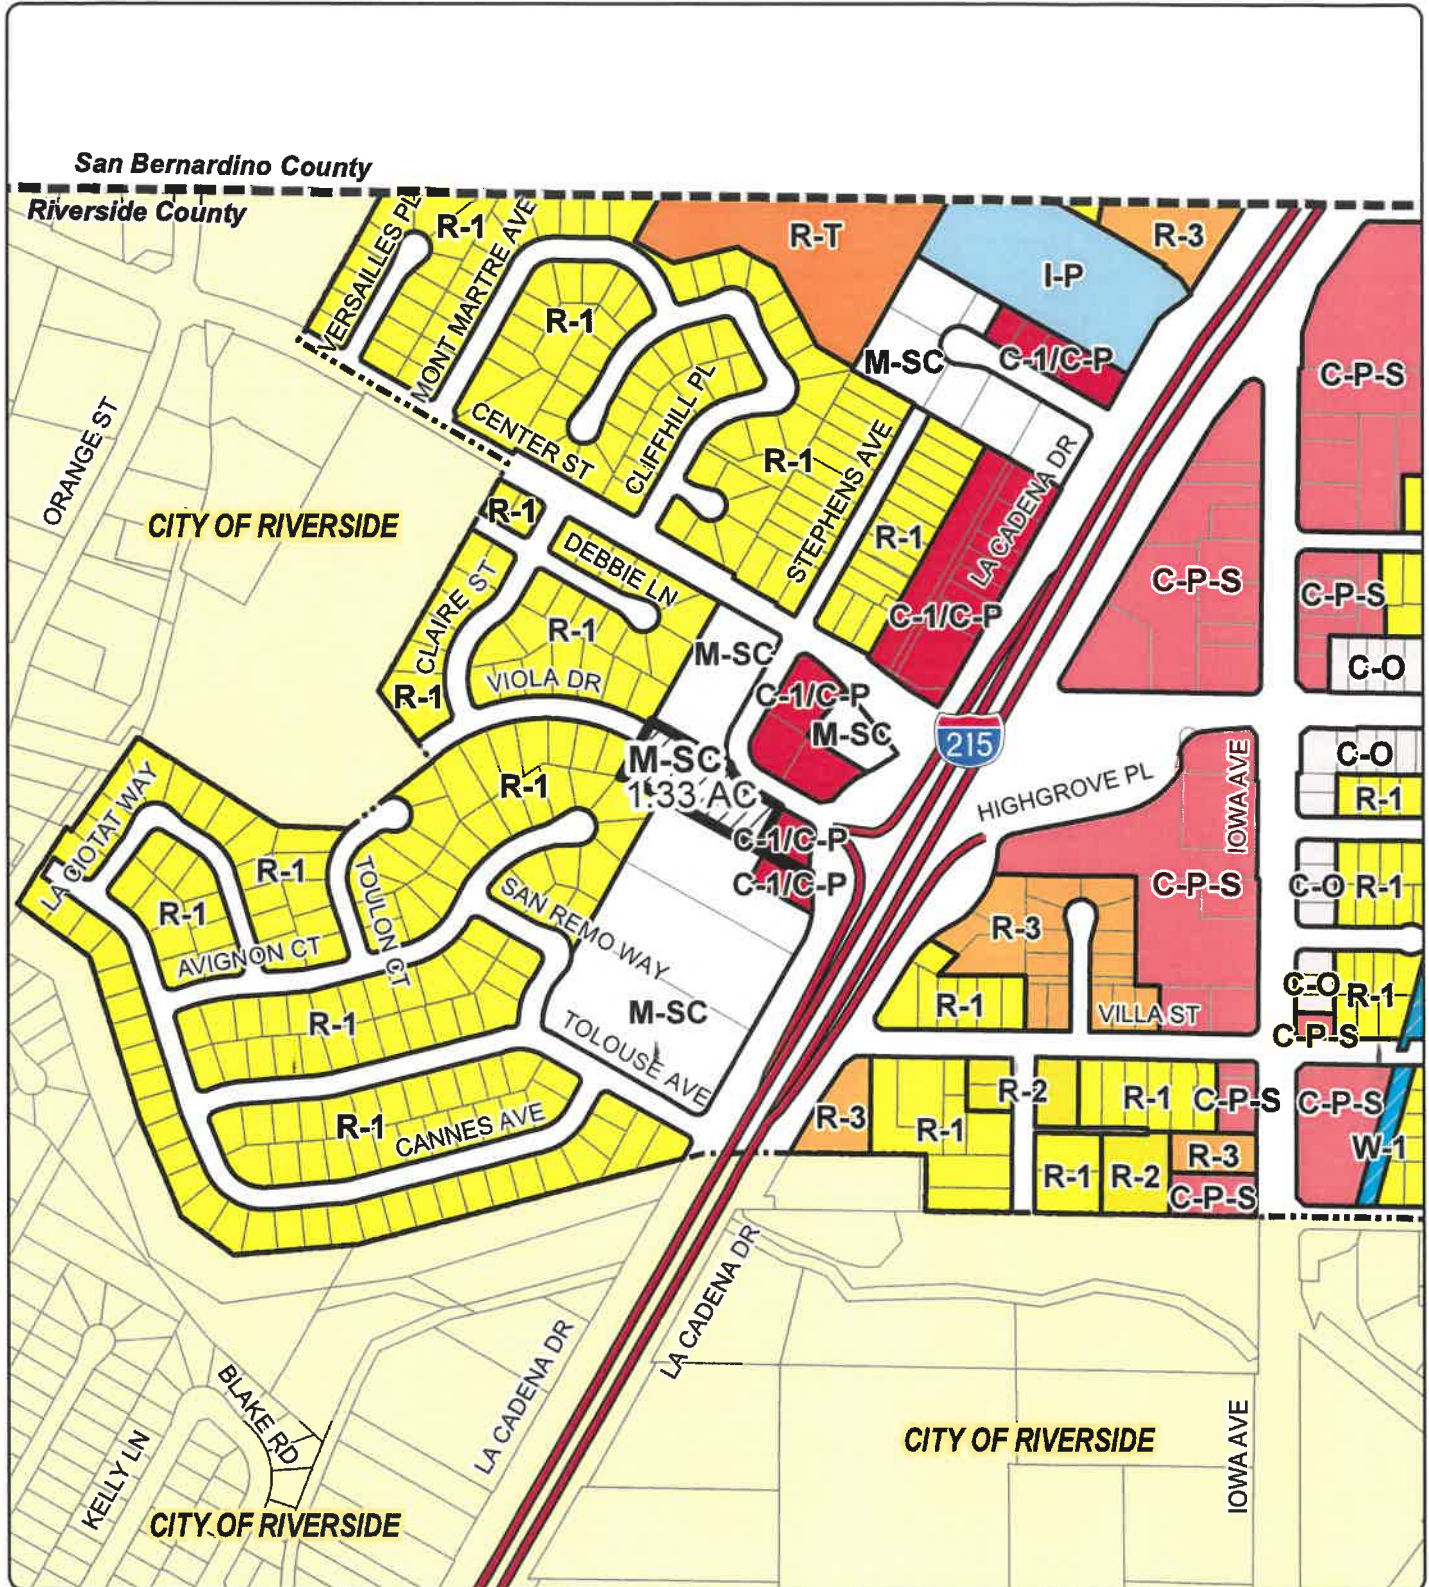 San Bernardino County
Riverside County
VERSAILLES PL
R-1
MONT MARTRE AVE
R-T
R-3
I-P
R-1
M-SC
C-1/C-P
C-P-S
ORANGE ST
CENTER ST
CLIFFHILL PL
R-1
STEPHENS AVE
LA CADENA DR
CITY OF RIVERSIDE
R-1
DEBBIE LN
R-1
C-P-S
C-P-S
CLAIRE ST
R-1
C-1/C-P
C-O
M-SC
VIOLA DR
R-1
C-1/C-P
M-SC
215
C-O
M-SC
1.33 AC
R-1
HIGHGROVE PL
IOWA AVE
R-1
LA CIOTAT WAY
C-1/C-P
R-1
TOULON CT
C-1/C-P
C-P-S
C-O
R-1
R-1
SAN REMO WAY
R-3
AVIGNON CT
R-1
M-SC
R-1
VILLA ST
C-O
R-1
C-P-S
TOLOUSE AVE
R-1
CANNES AVE
R-3
R-1
R-2
R-1
C-P-S
C-P-S
W-1
R-1
R-2
R-3
C-P-S
LA CADENA DR
LA CADENA DR
BLAKE RD
KELLY LN
CITY OF RIVERSIDE
IOWA AVE
CITY OF RIVERSIDE